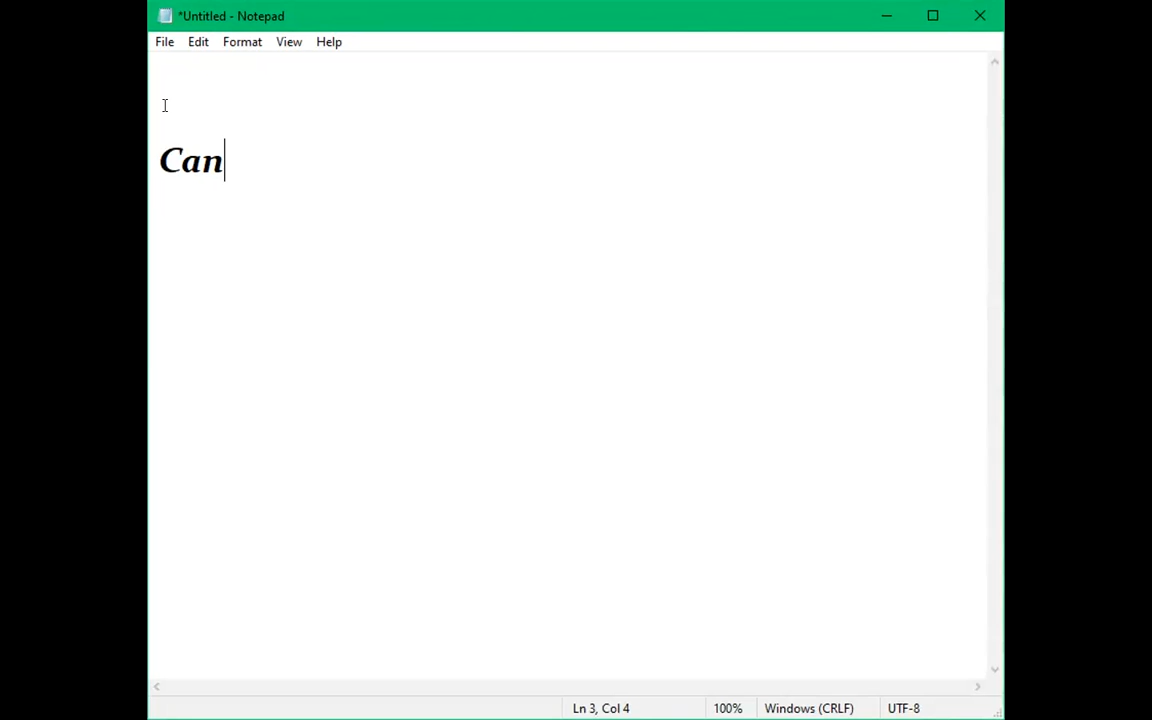 *Untitled - Notepad
File Edit Format View Help
Can
Ln 3, Col 4 100% Windows (CRLF) UTF-8